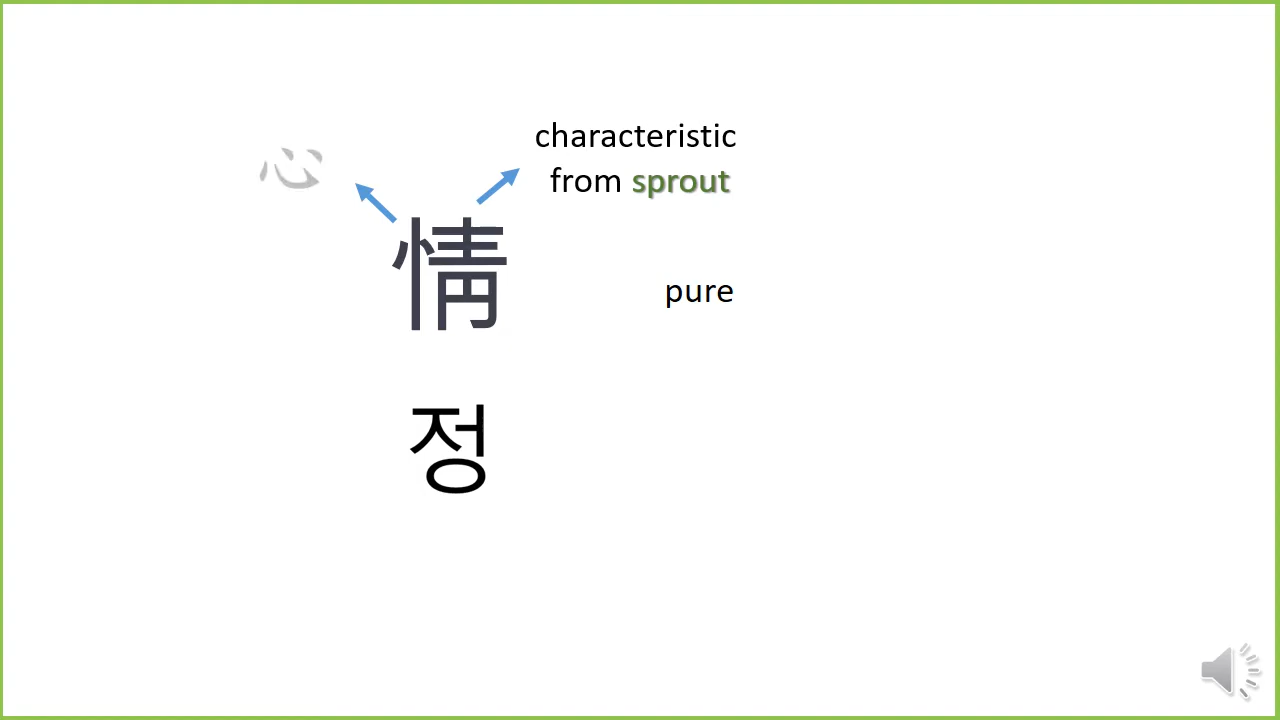 心
characteristic
from sprout
情
pure
정